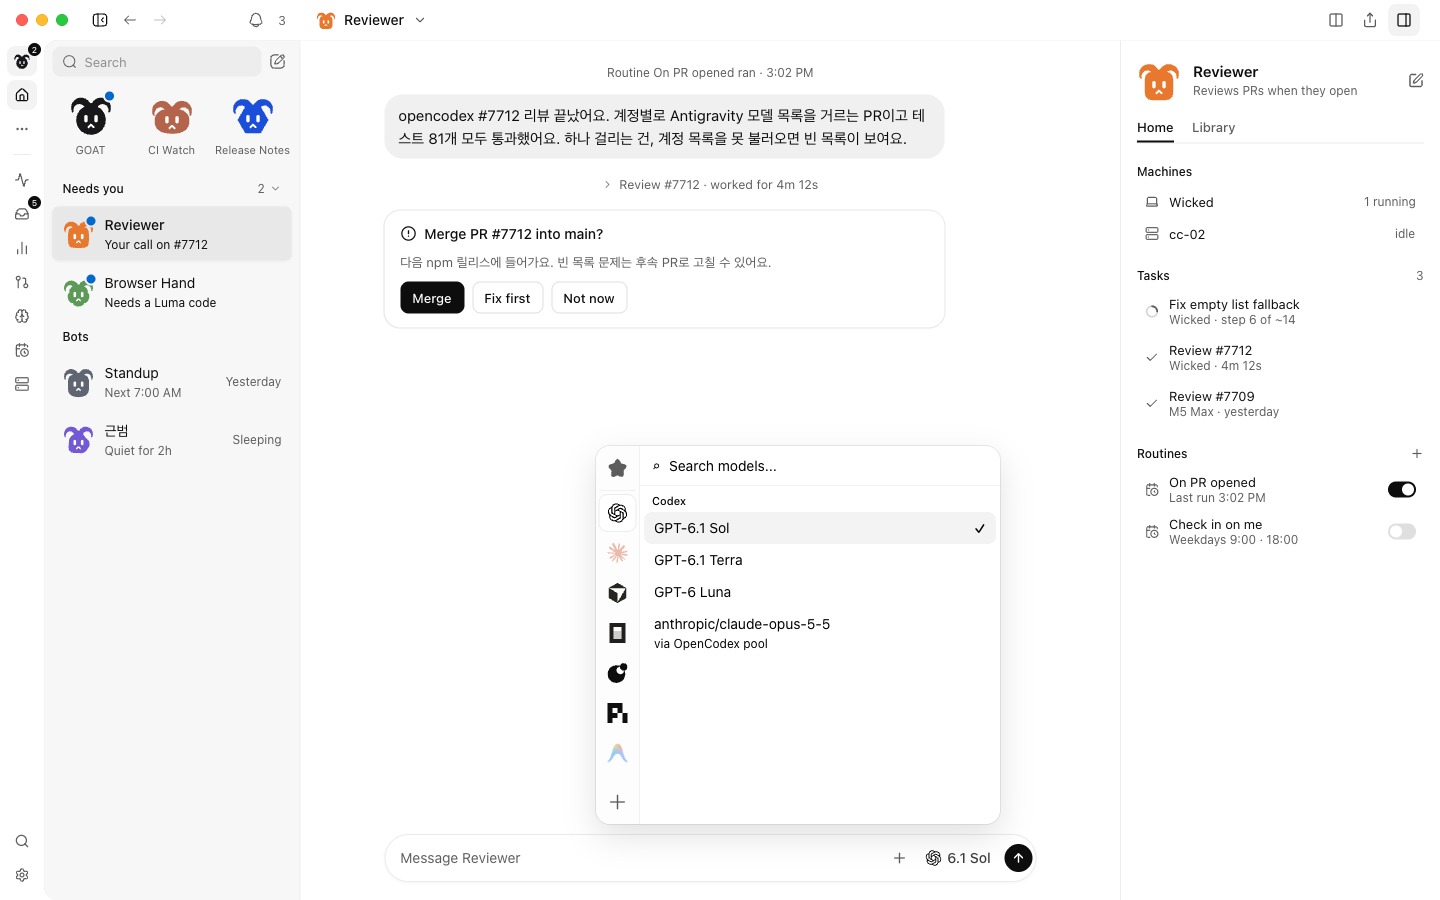 3
Reviewer
2
Search
GOAT
CI Watch
Release Notes
Needs you
2
Reviewer
Your call on #7712
Browser Hand
Needs a Luma code
Bots
Standup
Next 7:00 AM
Yesterday
근범
Quiet for 2h
Sleeping
5
Routine On PR opened ran · 3:02 PM
opencodex #7712 리뷰 끝났어요. 계정별로 Antigravity 모델 목록을 거르는 PR이고 테
스트 81개 모두 통과했어요. 하나 걸리는 건, 계정 목록을 못 불러오면 빈 목록이 보여요.
Review #7712 · worked for 4m 12s
Merge PR #7712 into main?
다음 npm 릴리스에 들어가요. 빈 목록 문제는 후속 PR로 고칠 수 있어요.
Merge
Fix first
Not now
Search models...
Codex
GPT-6.1 Sol
GPT-6.1 Terra
GPT-6 Luna
anthropic/claude-opus-5-5
via OpenCodex pool
Message Reviewer
6.1 Sol
Reviewer
Reviews PRs when they open
Home
Library
Machines
Wicked
1 running
cc-02
idle
Tasks
3
Fix empty list fallback
Wicked · step 6 of ~14
Review #7712
Wicked · 4m 12s
Review #7709
M5 Max · yesterday
Routines
On PR opened
Last run 3:02 PM
Check in on me
Weekdays 9:00 · 18:00